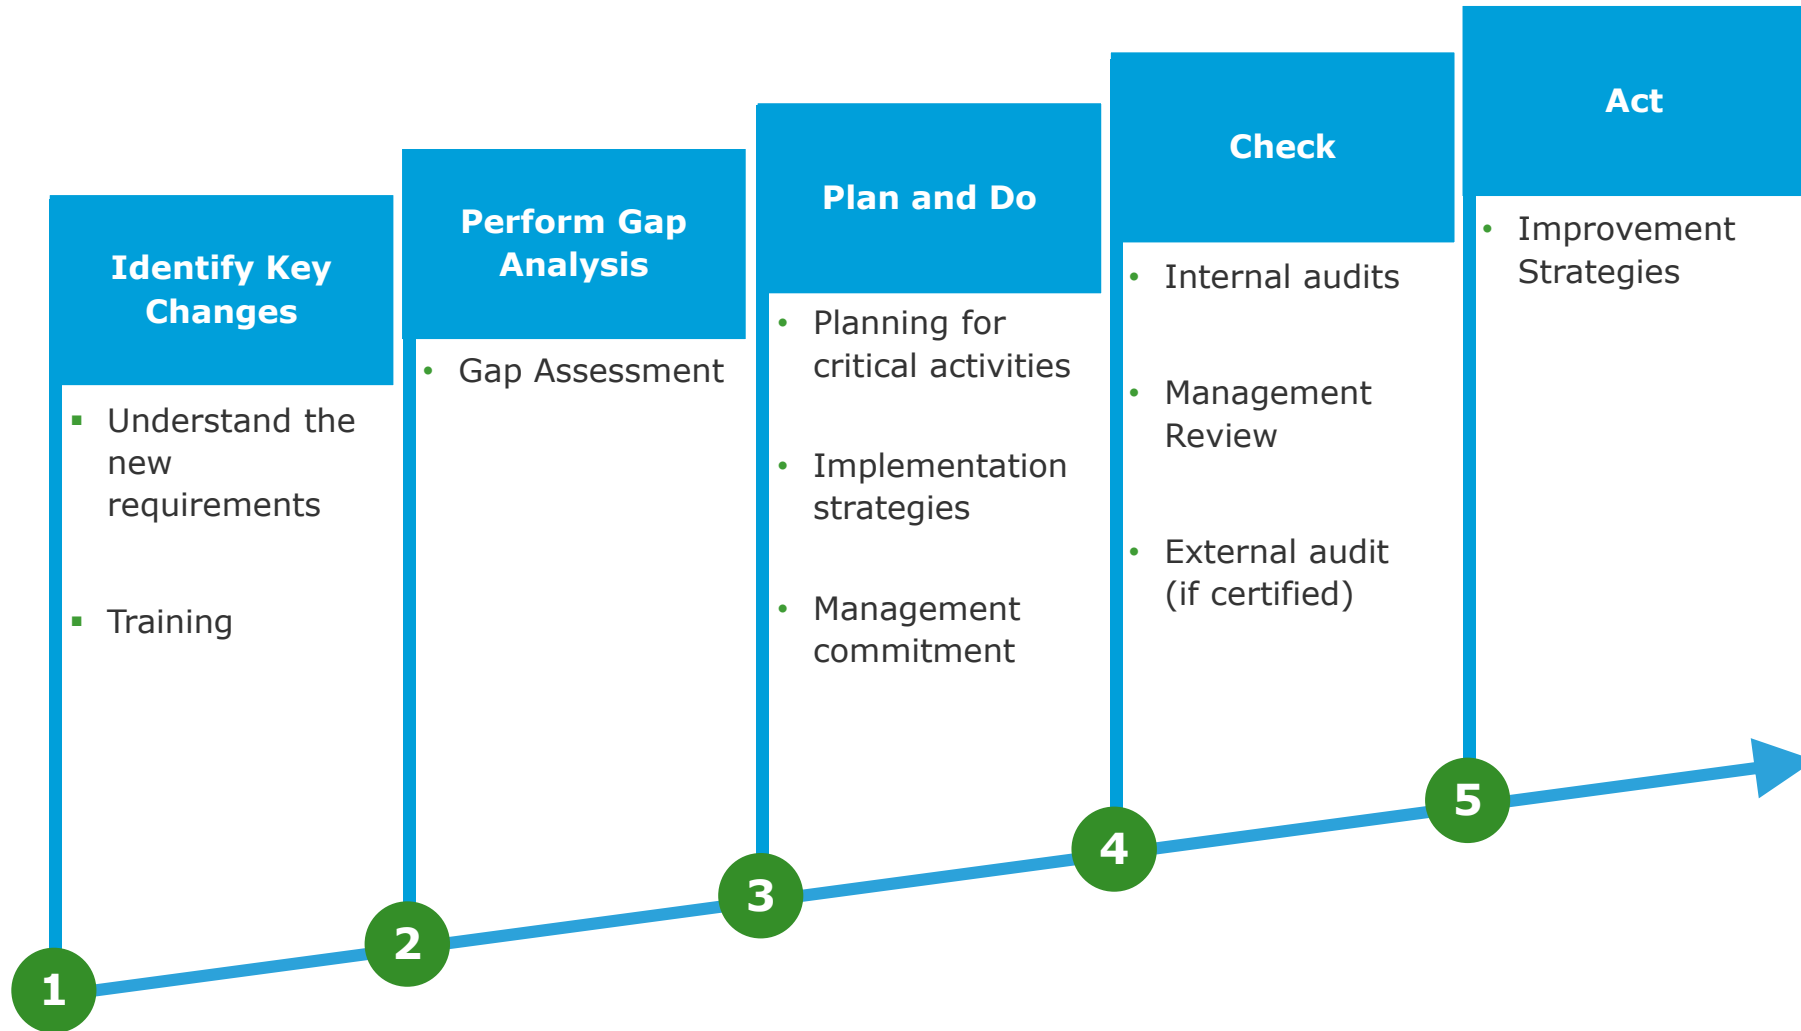 Identify Key
Changes
▪ Understand the
new
requirements
▪ Training
1
Perform Gap
Analysis
• Gap Assessment
2
Plan and Do
• Planning for
critical activities
• Implementation
strategies
• Management
commitment
3
Check
• Internal audits
• Management
Review
• External audit
(if certified)
4
Act
• Improvement
Strategies
5